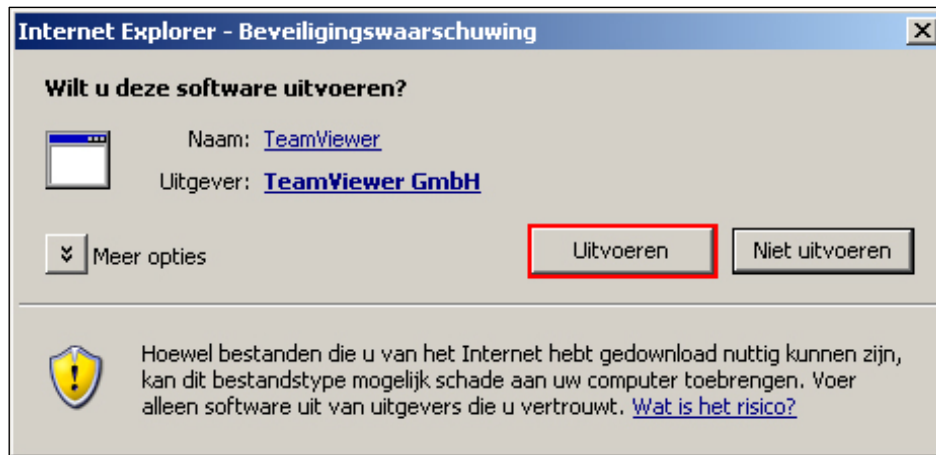 Internet Explorer - Beveiligingswaarschuwing
Wilt u deze software uitvoeren?
Naam: TeamViewer
Uitgever: TeamViewer GmbH
Meer opties
Uitvoeren
Niet uitvoeren
Hoewel bestanden die u van het Internet hebt gedownload nuttig kunnen zijn,
kan dit bestandstype mogelijk schade aan uw computer toebrengen. Voer
alleen software uit van uitgevers die u vertrouwt. Wat is het risico?